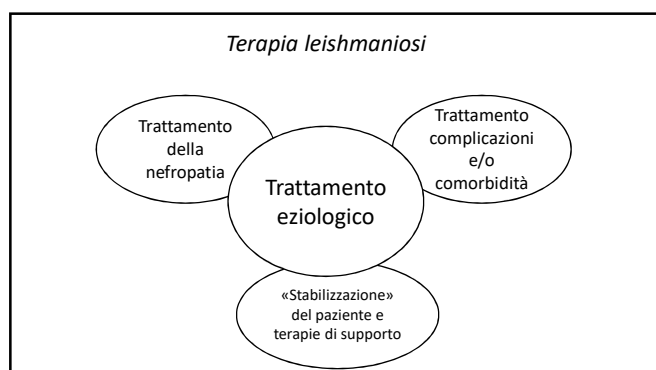 Terapia leishmaniosi
Trattamento
della
nefropatia
Trattamento
complicazioni
e/o
comorbidità
Trattamento
eziologico
«Stabilizzazione»
del paziente e
terapie di supporto